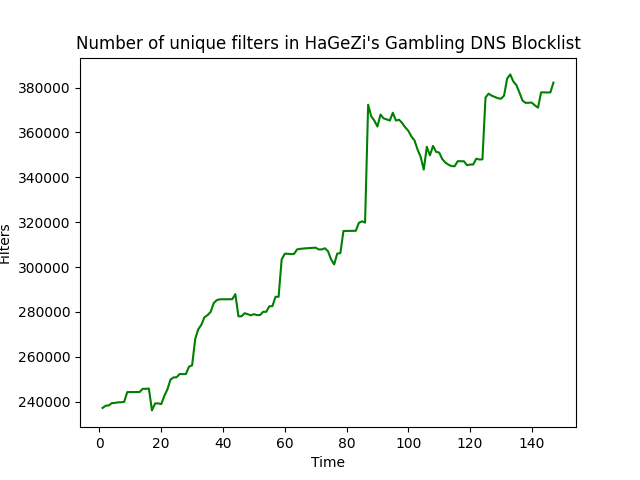 Number of unique filters in HaGeZi's Gambling DNS Blocklist
380000
360000
340000
320000
300000
280000
260000
240000
Filters
0 20 40 60 80 100 120 140
Time